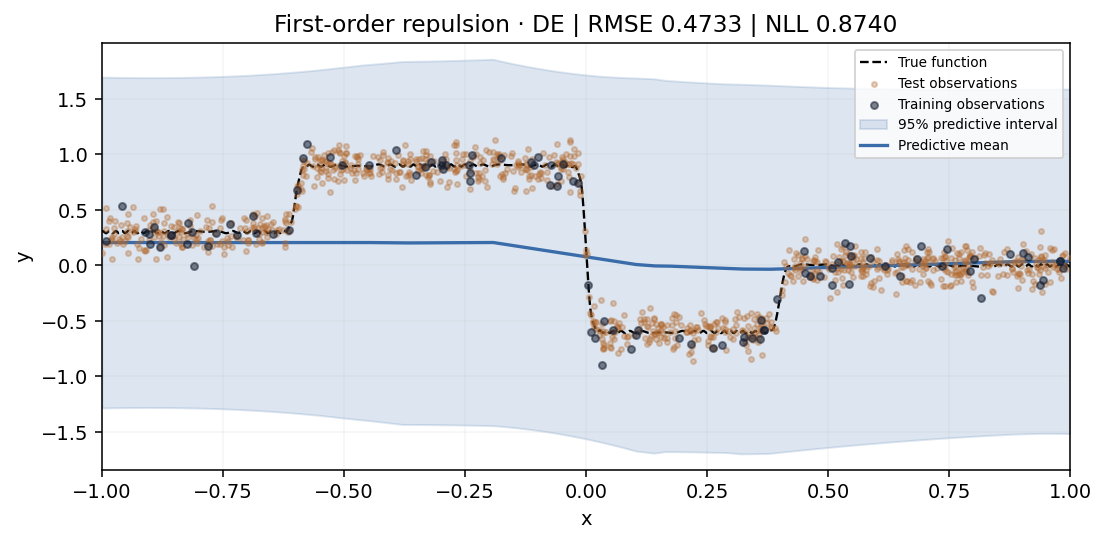 First-order repulsion · DE | RMSE 0.4733 | NLL 0.8740
True function
Test observations
Training observations
95% predictive interval
Predictive mean
y
1.5
1.0
0.5
0.0
−0.5
−1.0
−1.5
−1.00
−0.75
−0.50
−0.25
0.00
0.25
0.50
0.75
1.00
x